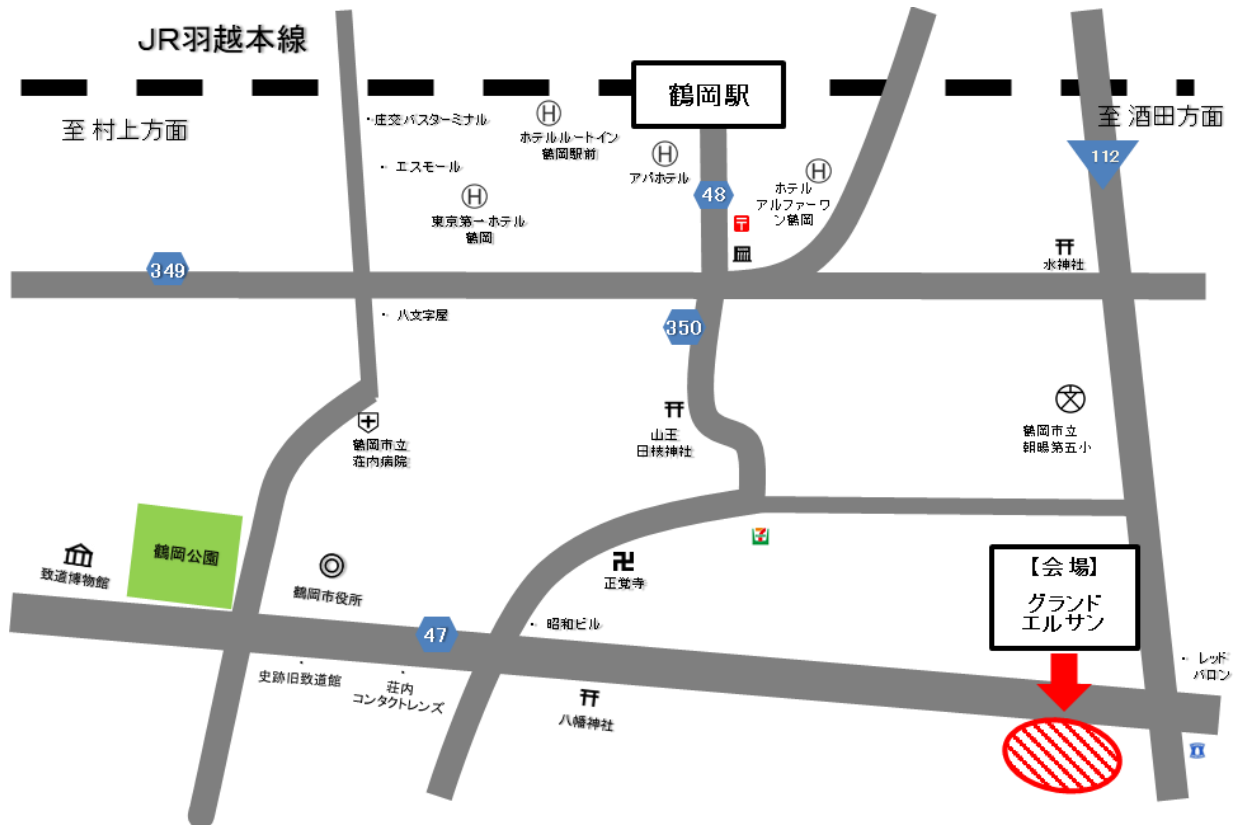 JR羽越本線
鶴岡駅
至 村上方面
至 酒田方面
・庄交バスターミナル
Ⓗ
ホテルルートイン
鶴岡駅前
Ⓗ
アパホテル
Ⓗ
ホテル
アルファーワ
ン鶴岡
112
・ エスモール
Ⓗ
東京第一ホテル
鶴岡
48
〒
水神社
349
・ 八文字屋
350
鶴岡市立
荘内病院
山王
日枝神社
文
鶴岡市立
朝暘第五小
7
鶴岡公園
致道博物館
◎
鶴岡市役所
卍
正覚寺
【会 場】
グランド
エルサン
47
・ 昭和ビル
・
史跡旧致道館
・
荘内
コンタクトレンズ
八幡神社
・ レッド
バロン